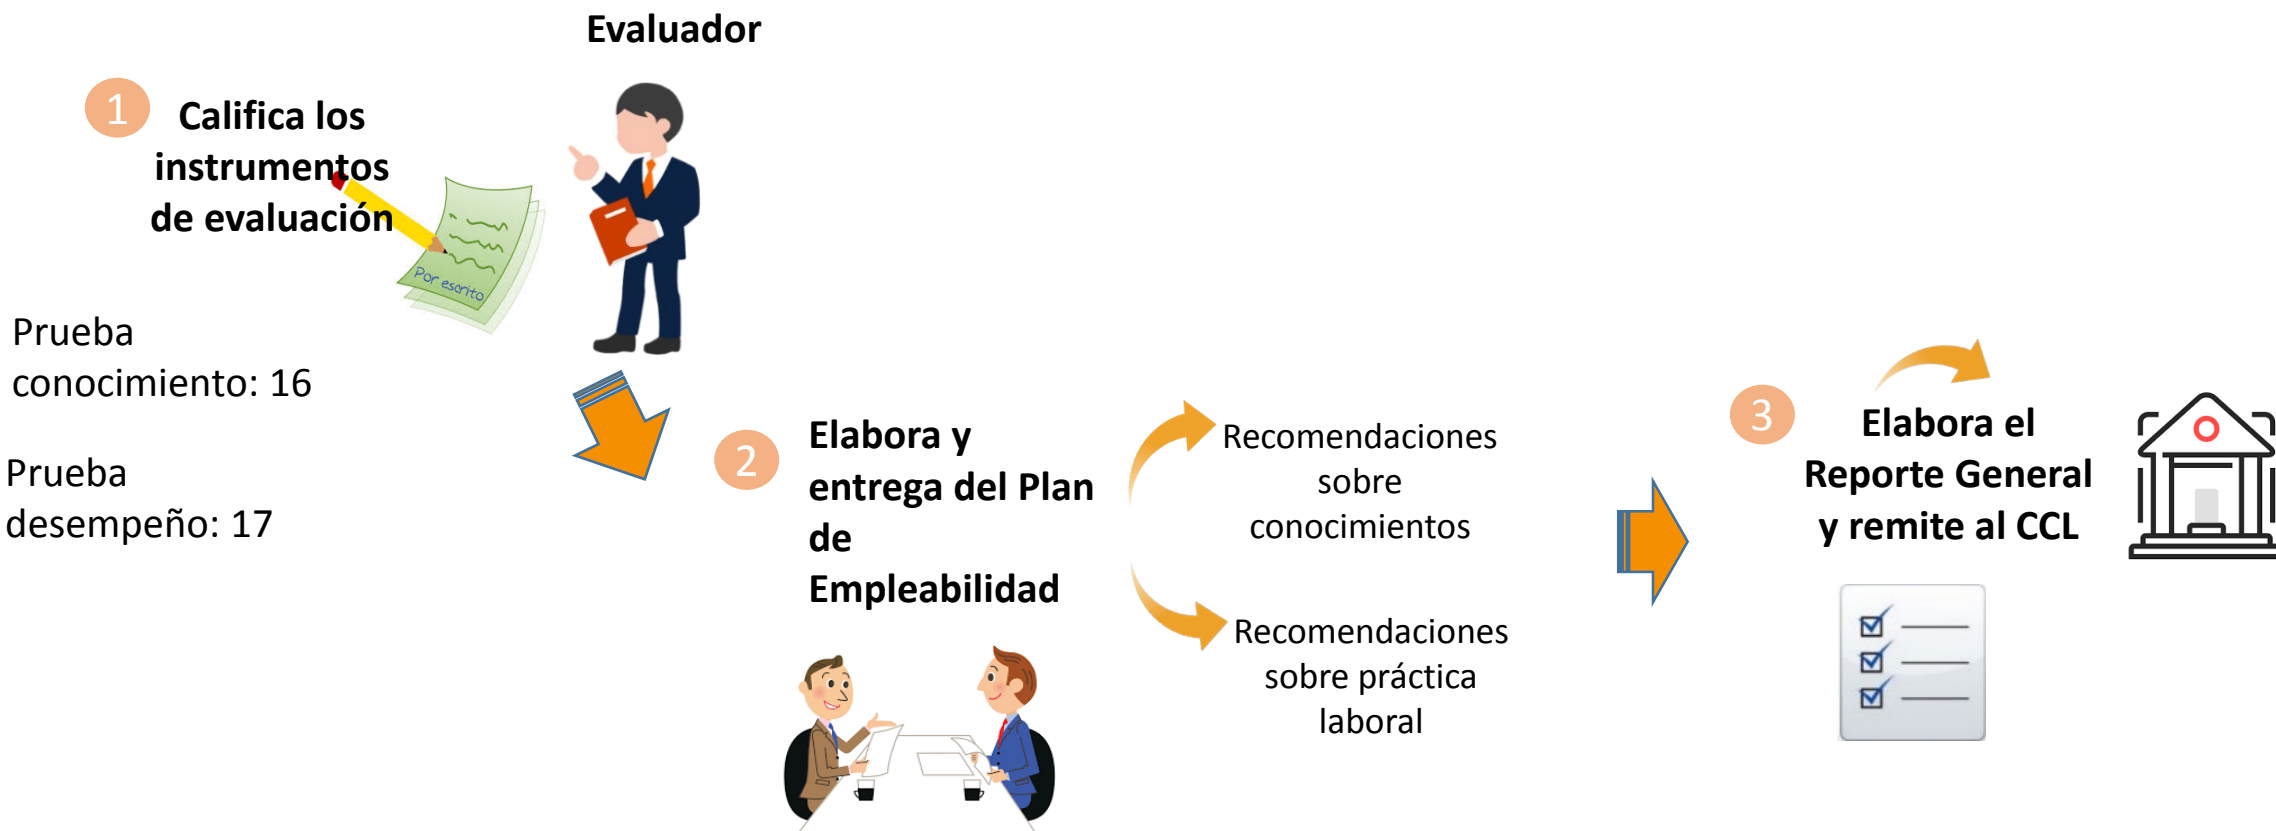 Evaluador
1
Califica los
instrumentos
de evaluación
Por escrito
Prueba
conocimiento: 16
Prueba
desempeño: 17
2
Elabora y
entrega del Plan
de
Empleabilidad
Recomendaciones
sobre
conocimientos
Recomendaciones
sobre práctica
laboral
3
Elabora el
Reporte General
y remite al CCL